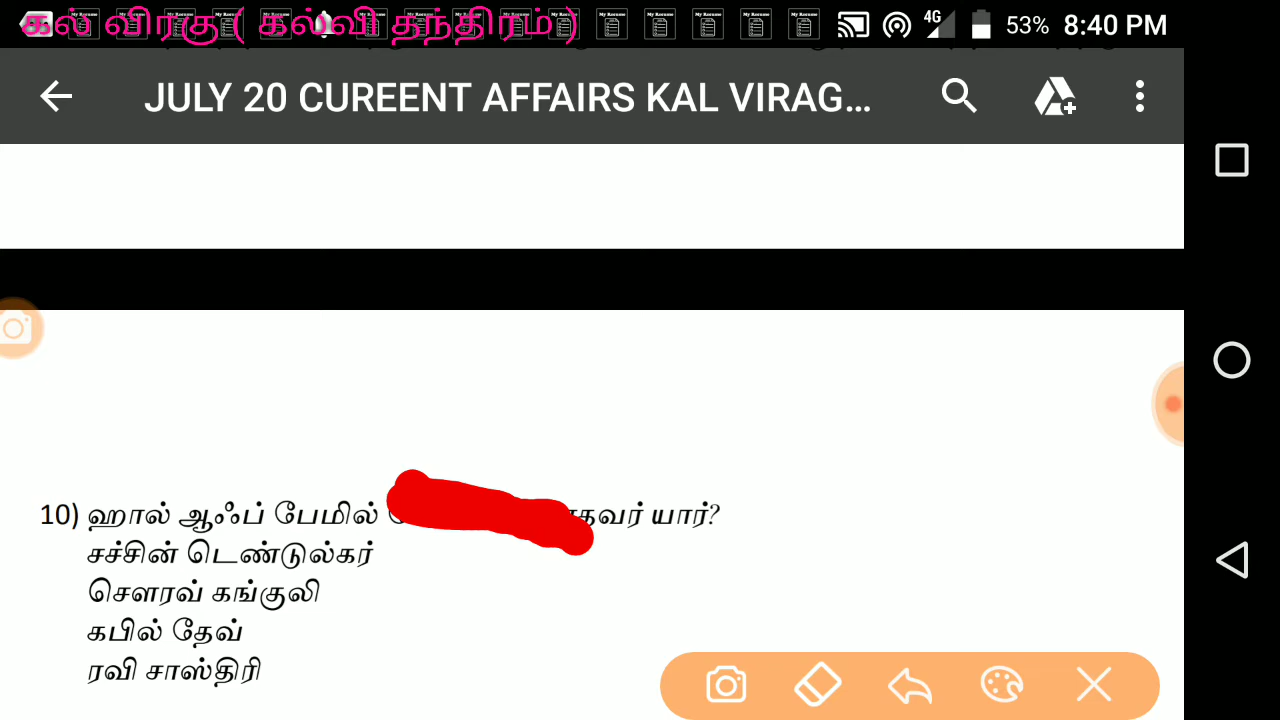 கல் விரகு ( கல்வி தந்திரம் )
53% 8:40 PM
4G
JULY 20 CUREENT AFFAIRS KAL VIRAG...
10) ஹால் ஆஃப் பேமில் யார்?
சச்சின் டெண்டுல்கர்
சௌரவ் கங்குலி
கபில் தேவ்
ரவி சாஸ்திரி